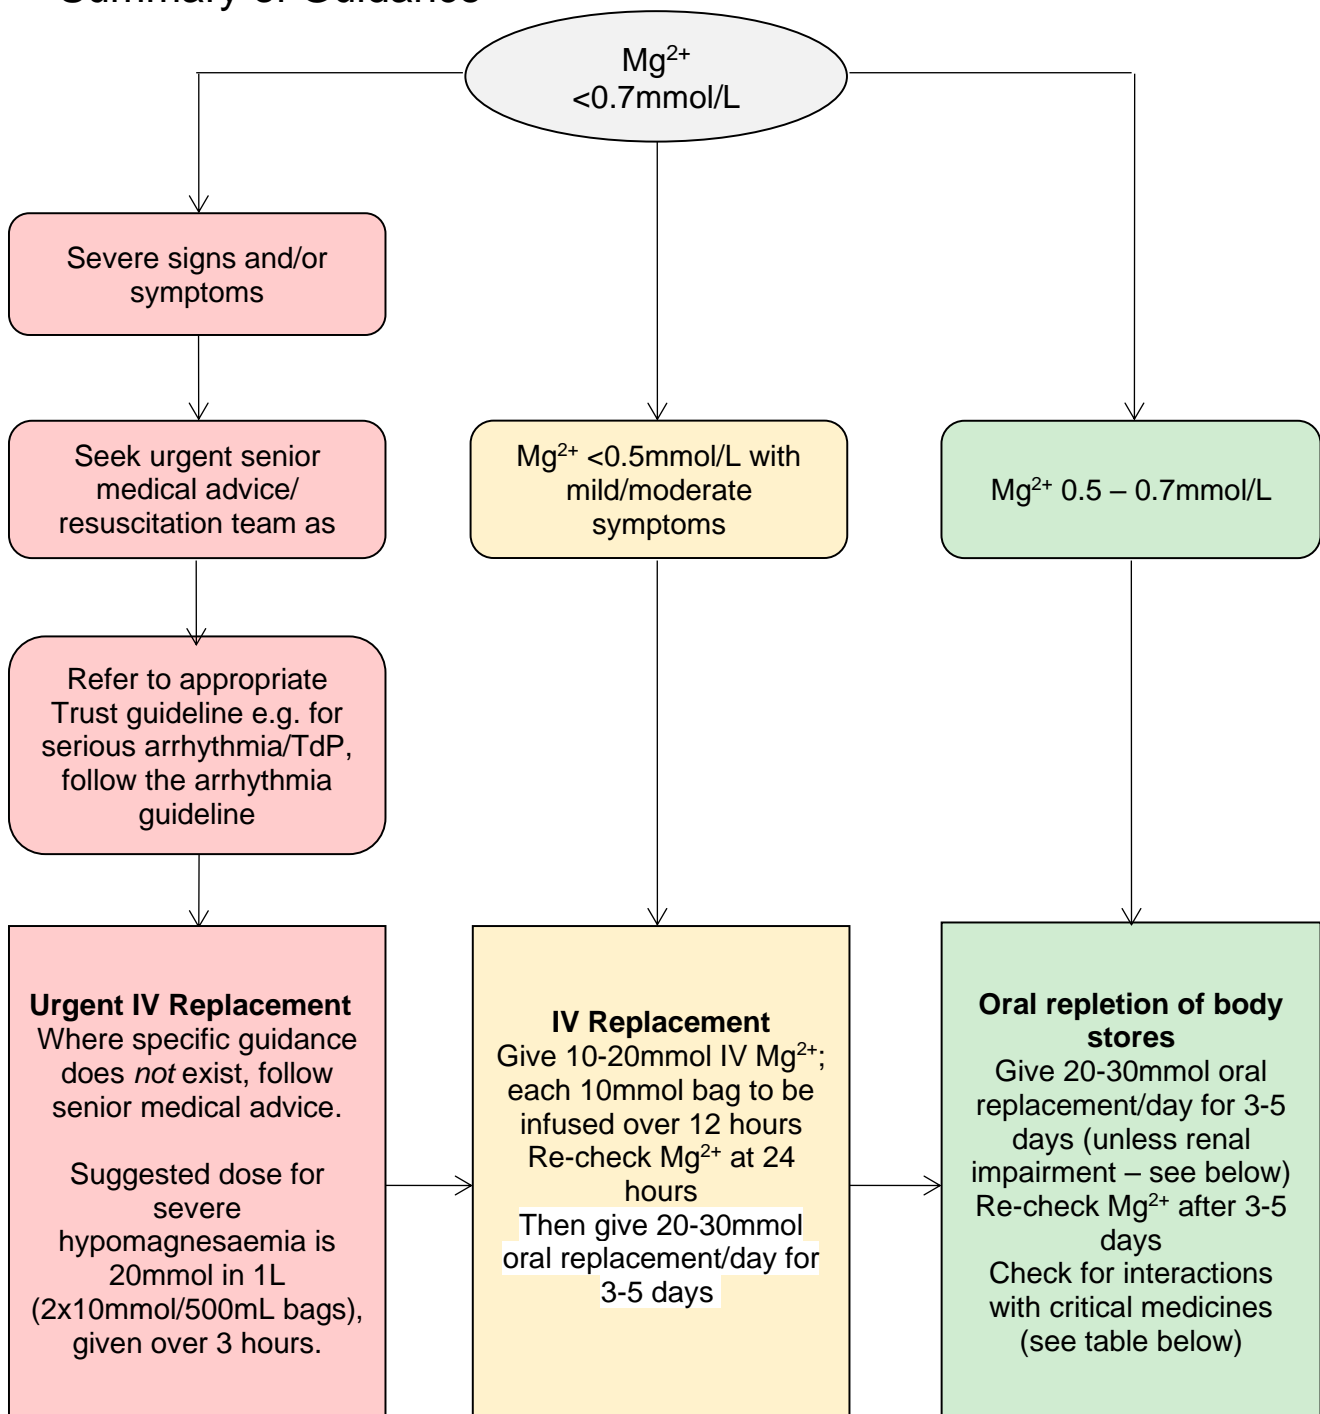 Summary of Guidance
Mg²⁺
<0.7mmol/L
Severe signs and/or
symptoms
Seek urgent senior
medical advice/
resuscitation team as
Mg²⁺ <0.5mmol/L with
mild/moderate
symptoms
Mg²⁺ 0.5 – 0.7mmol/L
Refer to appropriate
Trust guideline e.g. for
serious arrhythmia/TdP,
follow the arrhythmia
guideline
Urgent IV Replacement
Where specific guidance
does not exist, follow
senior medical advice.
Suggested dose for
severe
hypomagnesaemia is
20mmol in 1L
(2x10mmol/500mL bags),
given over 3 hours.
IV Replacement
Give 10-20mmol IV Mg²⁺;
each 10mmol bag to be
infused over 12 hours
Re-check Mg²⁺ at 24
hours
Then give 20-30mmol
oral replacement/day for
3-5 days
Oral repletion of body
stores
Give 20-30mmol oral
replacement/day for 3-5
days (unless renal
impairment – see below)
Re-check Mg²⁺ after 3-5
days
Check for interactions
with critical medicines
(see table below)